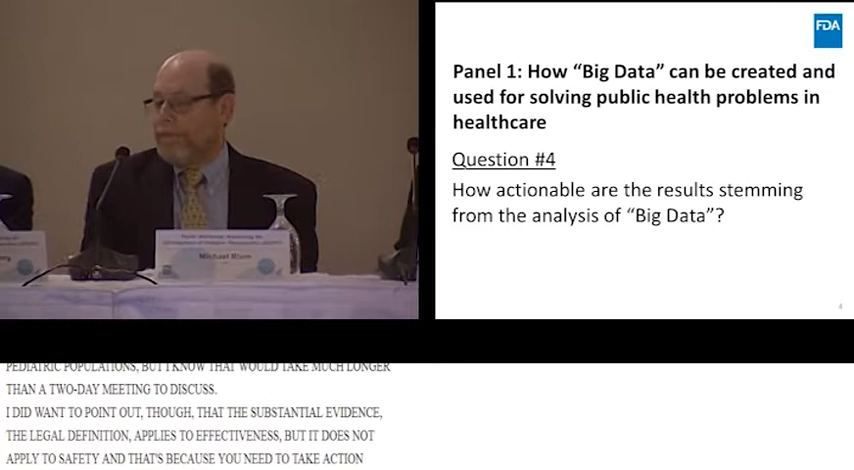 FDA
Panel 1: How “Big Data” can be created and
used for solving public health problems in
healthcare
Question #4
How actionable are the results stemming
from the analysis of “Big Data”?
4
PEDIATRIC POPULATIONS, BUT I KNOW THAT WOULD TAKE MUCH LONGER
THAN A TWO-DAY MEETING TO DISCUSS.
I DID WANT TO POINT OUT, THOUGH, THAT THE SUBSTANTIAL EVIDENCE,
THE LEGAL DEFINITION, APPLIES TO EFFECTIVENESS, BUT IT DOES NOT
APPLY TO SAFETY AND THAT'S BECAUSE YOU NEED TO TAKE ACTION
Michael Blum